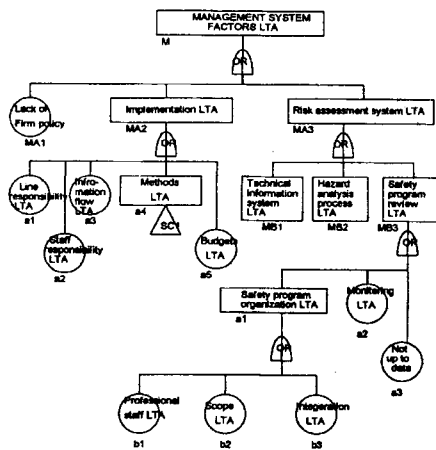 MANAGEMENT SYSTEM
FACTORS LTA
M
OR
Lack of
Firm policy
MA1
Implementation LTA
MA2
OR
Risk assessment system LTA
MA3
OR
Line
responsibility
LTA
a1
Staff
responsibility
LTA
a2
Infro-
mation
flow
LTA
a3
Methods
LTA
a4
SC1
Budgets
LTA
a5
Technical
Information
system
LTA
MB1
Hazard
analysis
process
LTA
MB2
Safety
program
review
LTA
MB3
OR
Safety program
organization LTA
a1
OR
Monitering
LTA
a2
Not
up to
date
a3
Professional
staff LTA
b1
Scope
LTA
b2
Integeration
LTA
b3